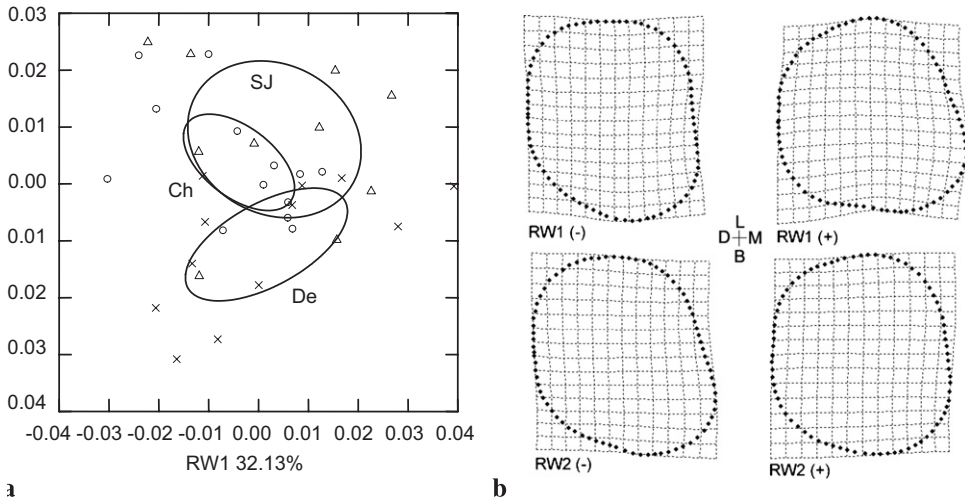 0.03
0.02
SJ
0.01
0.00
Ch
0.01
De
0.02
0.03
0.04
-0.04 -0.03 -0.02 -0.01 0.00 0.01 0.02 0.03 0.04
RW1 32.13%
a
RW1 (-)
L
D M
B
RW1 (+)
RW2 (-)
RW2 (+)
b